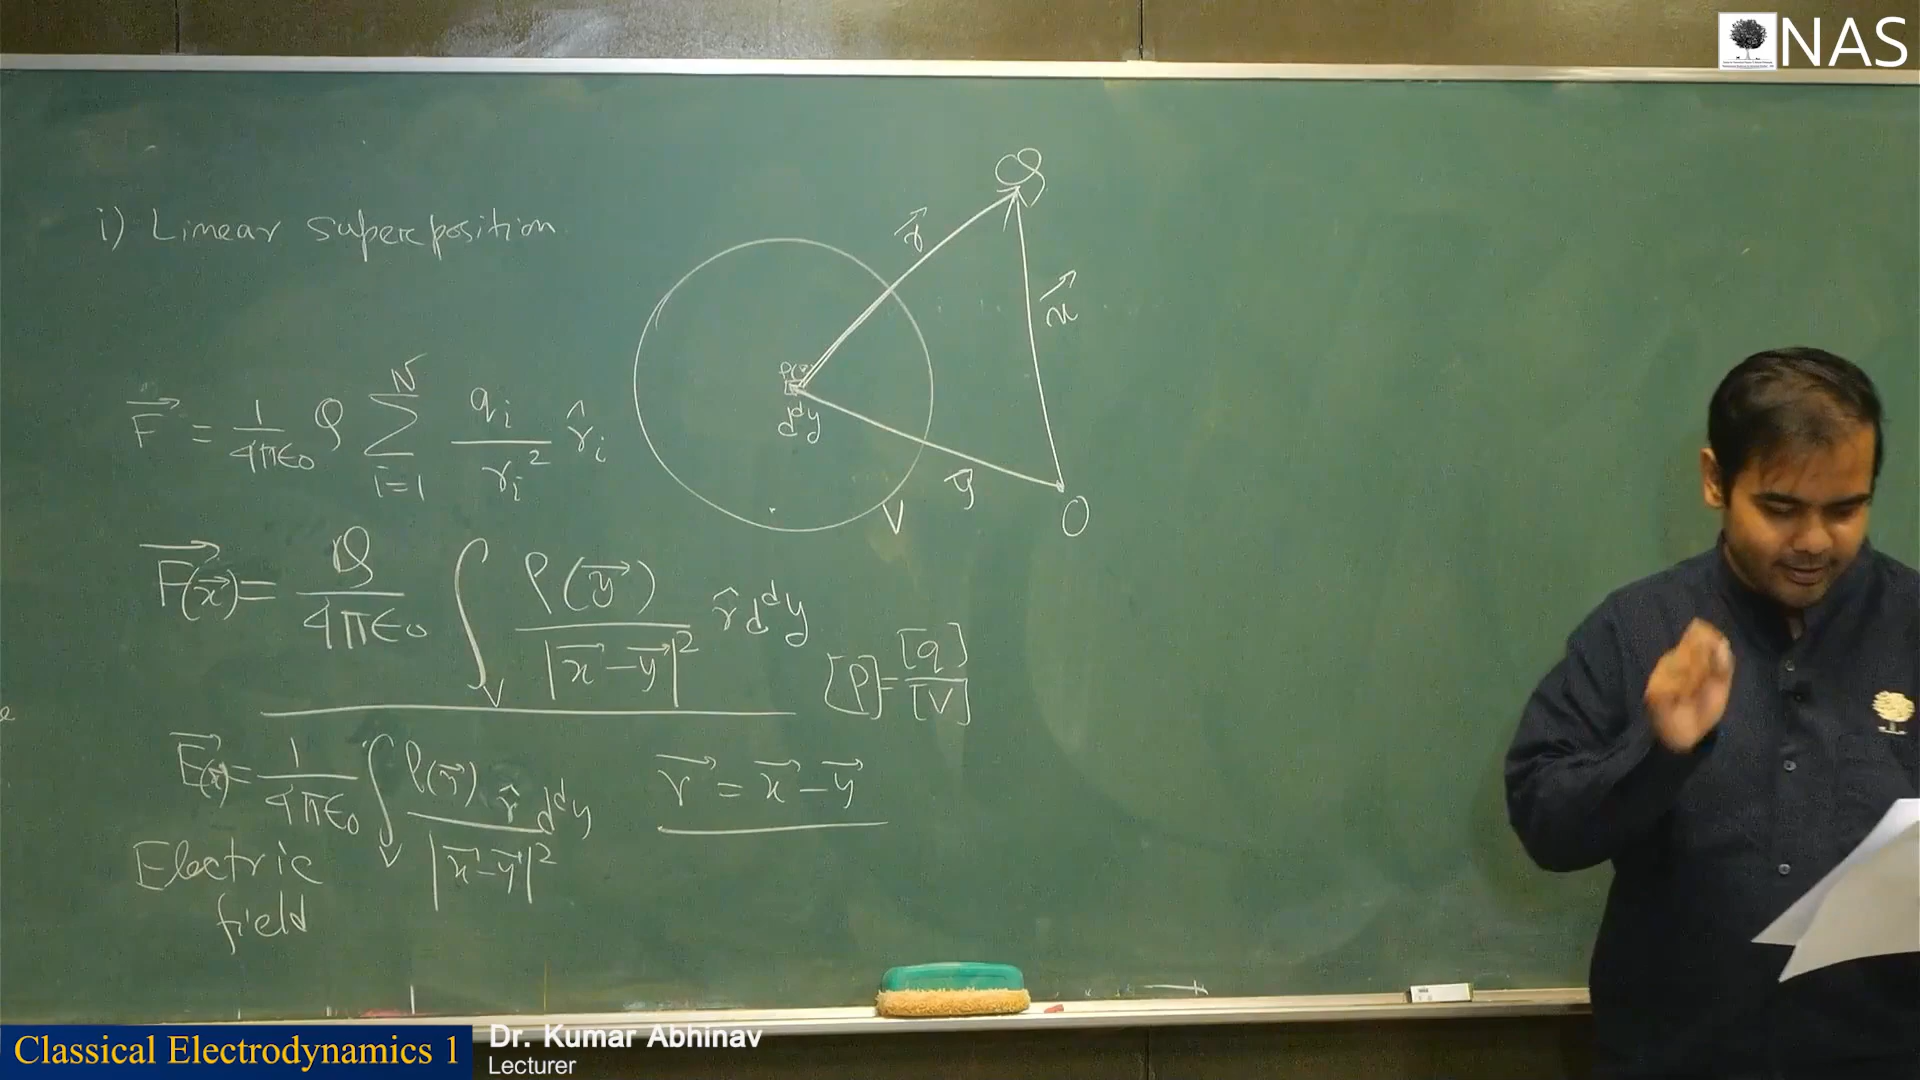 NAS
i) Linear superposition
Q
r⃗
x⃗
F⃗ = 1/4πϵ₀ Q ∑_{i=1}^{N} q_i/r_i² r̂_i
d^d y
y⃗
V
O
F⃗(x⃗) = Q/4πϵ₀ ∫_V ρ(y⃗)/|x⃗-y⃗|² r̂ d^d y
[ρ] = [q]/[V]
E⃗(x⃗) = 1/4πϵ₀ ∫_V ρ(y⃗) r̂/|x⃗-y⃗|² d^d y
r⃗ = x⃗ - y⃗
Electric
field
Classical Electrodynamics 1
Dr. Kumar Abhinav
Lecturer